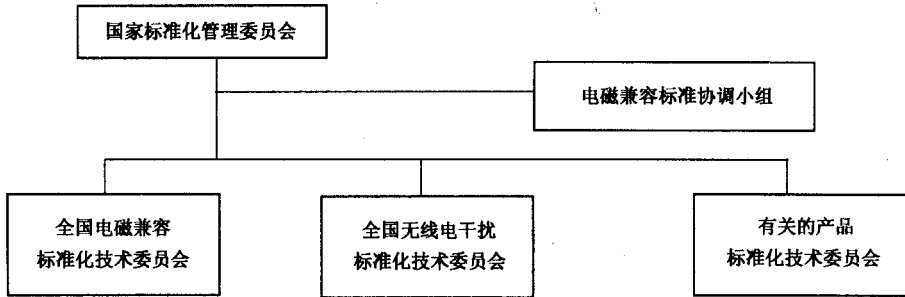 国家标准化管理委员会
电磁兼容标准协调小组
全国电磁兼容
标准化技术委员会
全国无线电干扰
标准化技术委员会
有关的产品
标准化技术委员会